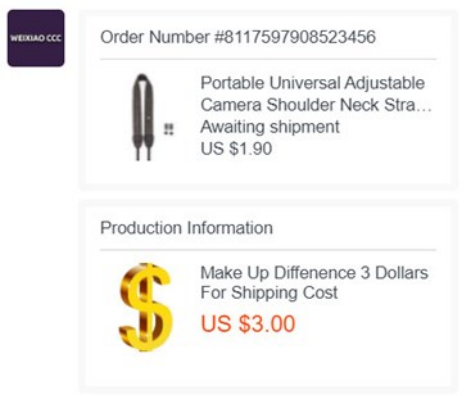 WEIXIAO CCC
Order Number #8117597908523456
Portable Universal Adjustable
Camera Shoulder Neck Stra...
Awaiting shipment
US $1.90
Production Information
Make Up Diffenence 3 Dollars
For Shipping Cost
US $3.00